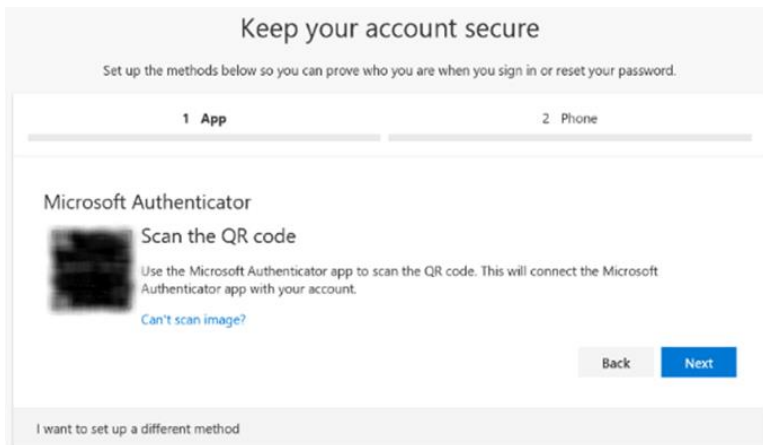 Keep your account secure
Set up the methods below so you can prove who you are when you sign in or reset your password.
1 App
2 Phone
Microsoft Authenticator
Scan the QR code
Use the Microsoft Authenticator app to scan the QR code. This will connect the Microsoft
Authenticator app with your account.
Can't scan image?
Back
Next
I want to set up a different method